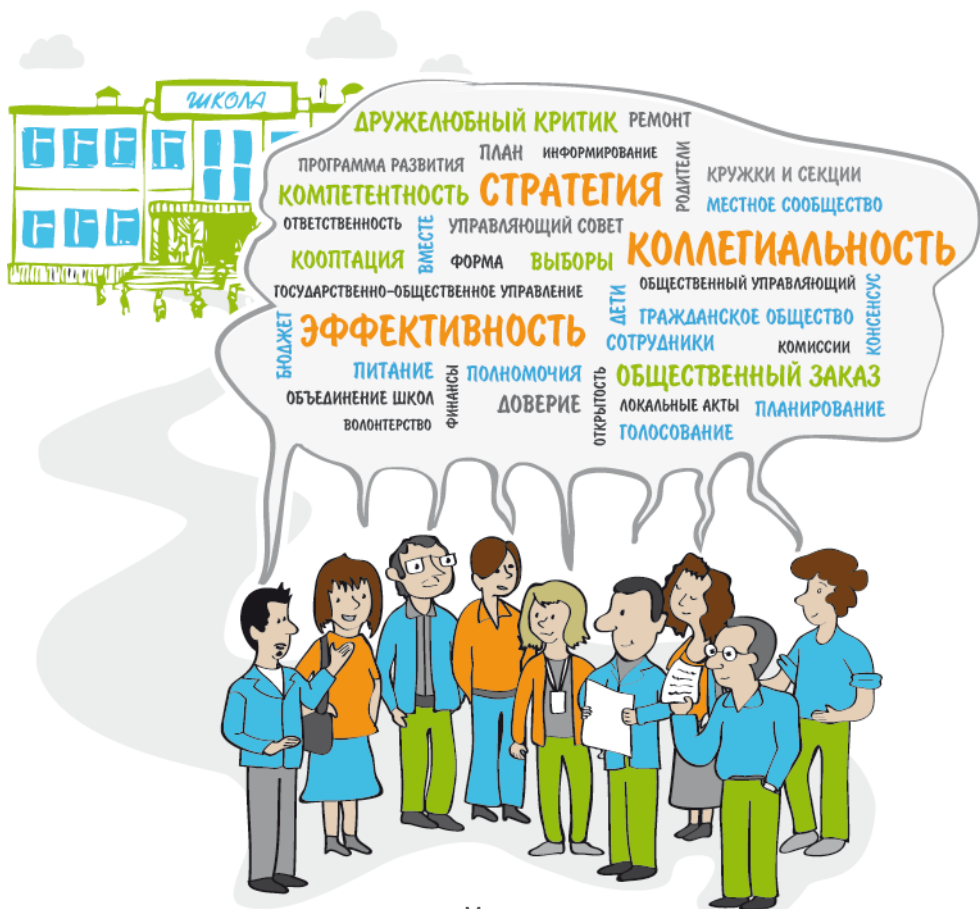 ШКОЛА
ДРУЖЕЛЮБНЫЙ КРИТИК РЕМОНТ
ПРОГРАММА РАЗВИТИЯ ПЛАН ИНФОРМИРОВАНИЕ РОДИТЕЛИ КРУЖКИ И СЕКЦИИ
КОМПЕТЕНТНОСТЬ СТРАТЕГИЯ МЕСТНОЕ СООБЩЕСТВО
ОТВЕТСТВЕННОСТЬ ВМЕСТЕ УПРАВЛЯЮЩИЙ СОВЕТ КОЛЛЕГИАЛЬНОСТЬ
КООПТАЦИЯ ФОРМА ВЫБОРЫ
ГОСУДАРСТВЕННО-ОБЩЕСТВЕННОЕ УПРАВЛЕНИЕ ОБЩЕСТВЕННЫЙ УПРАВЛЯЮЩИЙ КОНСЕНСУС
БЮДЖЕТ ЭФФЕКТИВНОСТЬ ДЕТИ ГРАЖДАНСКОЕ ОБЩЕСТВО
СОТРУДНИКИ КОМИССИИ
ПИТАНИЕ ФИНАНСЫ ПОЛНОМОЧИЯ ОБЩЕСТВЕННЫЙ ЗАКАЗ
ОБЪЕДИНЕНИЕ ШКОЛ ДОВЕРИЕ ОТКРЫТОСТЬ ЛОКАЛЬНЫЕ АКТЫ ПЛАНИРОВАНИЕ
ВОЛОНТЕРСТВО ГОЛОСОВАНИЕ